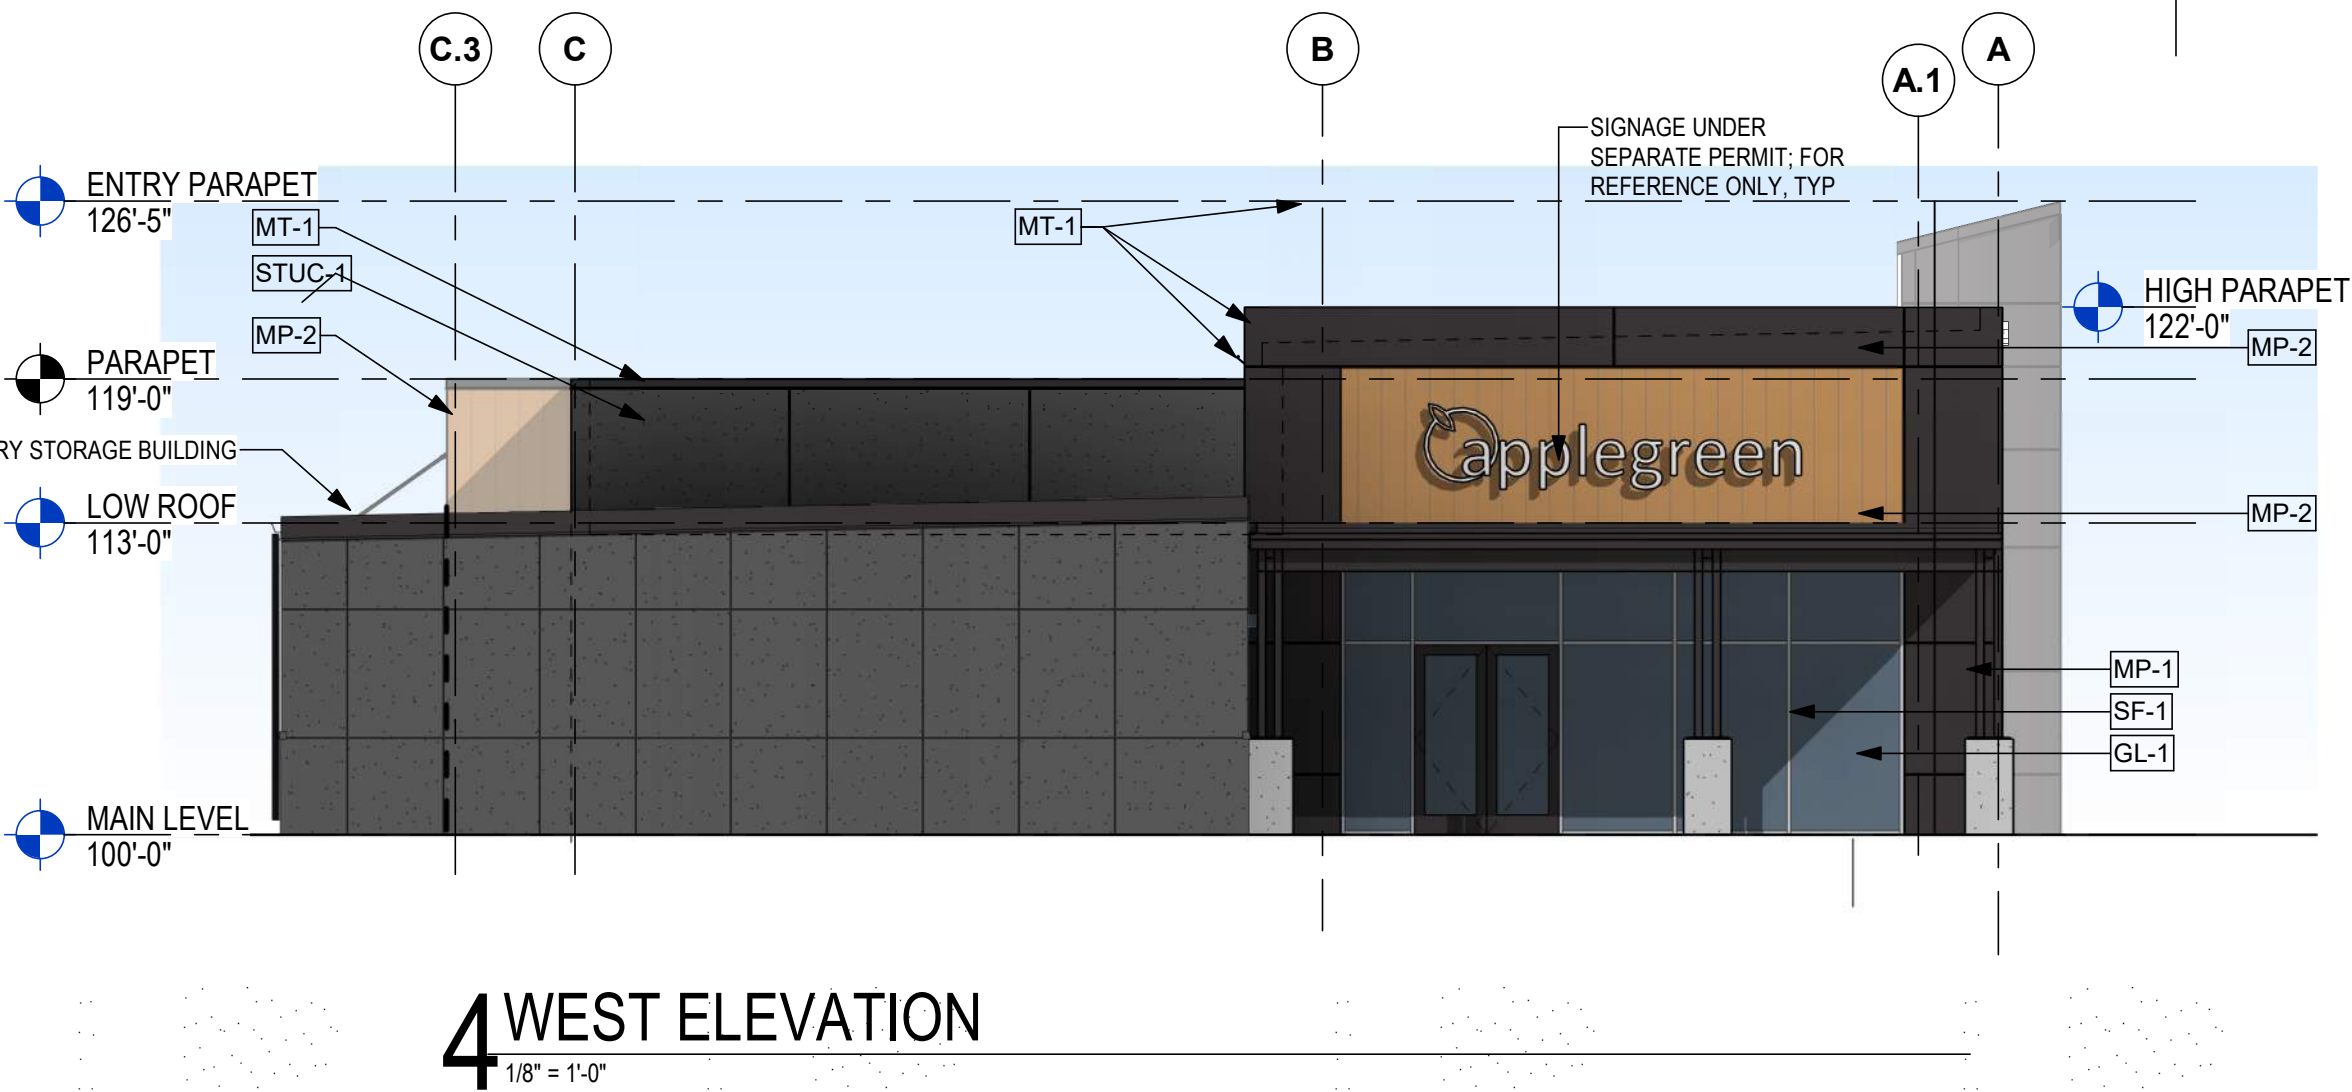 C.3
C
B
A.1
A
SIGNAGE UNDER
SEPARATE PERMIT; FOR
REFERENCE ONLY, TYP
ENTRY PARAPET
126'-5"
MT-1
MT-1
STUC-1
HIGH PARAPET
122'-0"
MP-2
MP-2
PARAPET
119'-0"
applegreen
RY STORAGE BUILDING
LOW ROOF
113'-0"
MP-2
MP-1
SF-1
GL-1
MAIN LEVEL
100'-0"
4 WEST ELEVATION
1/8" = 1'-0"